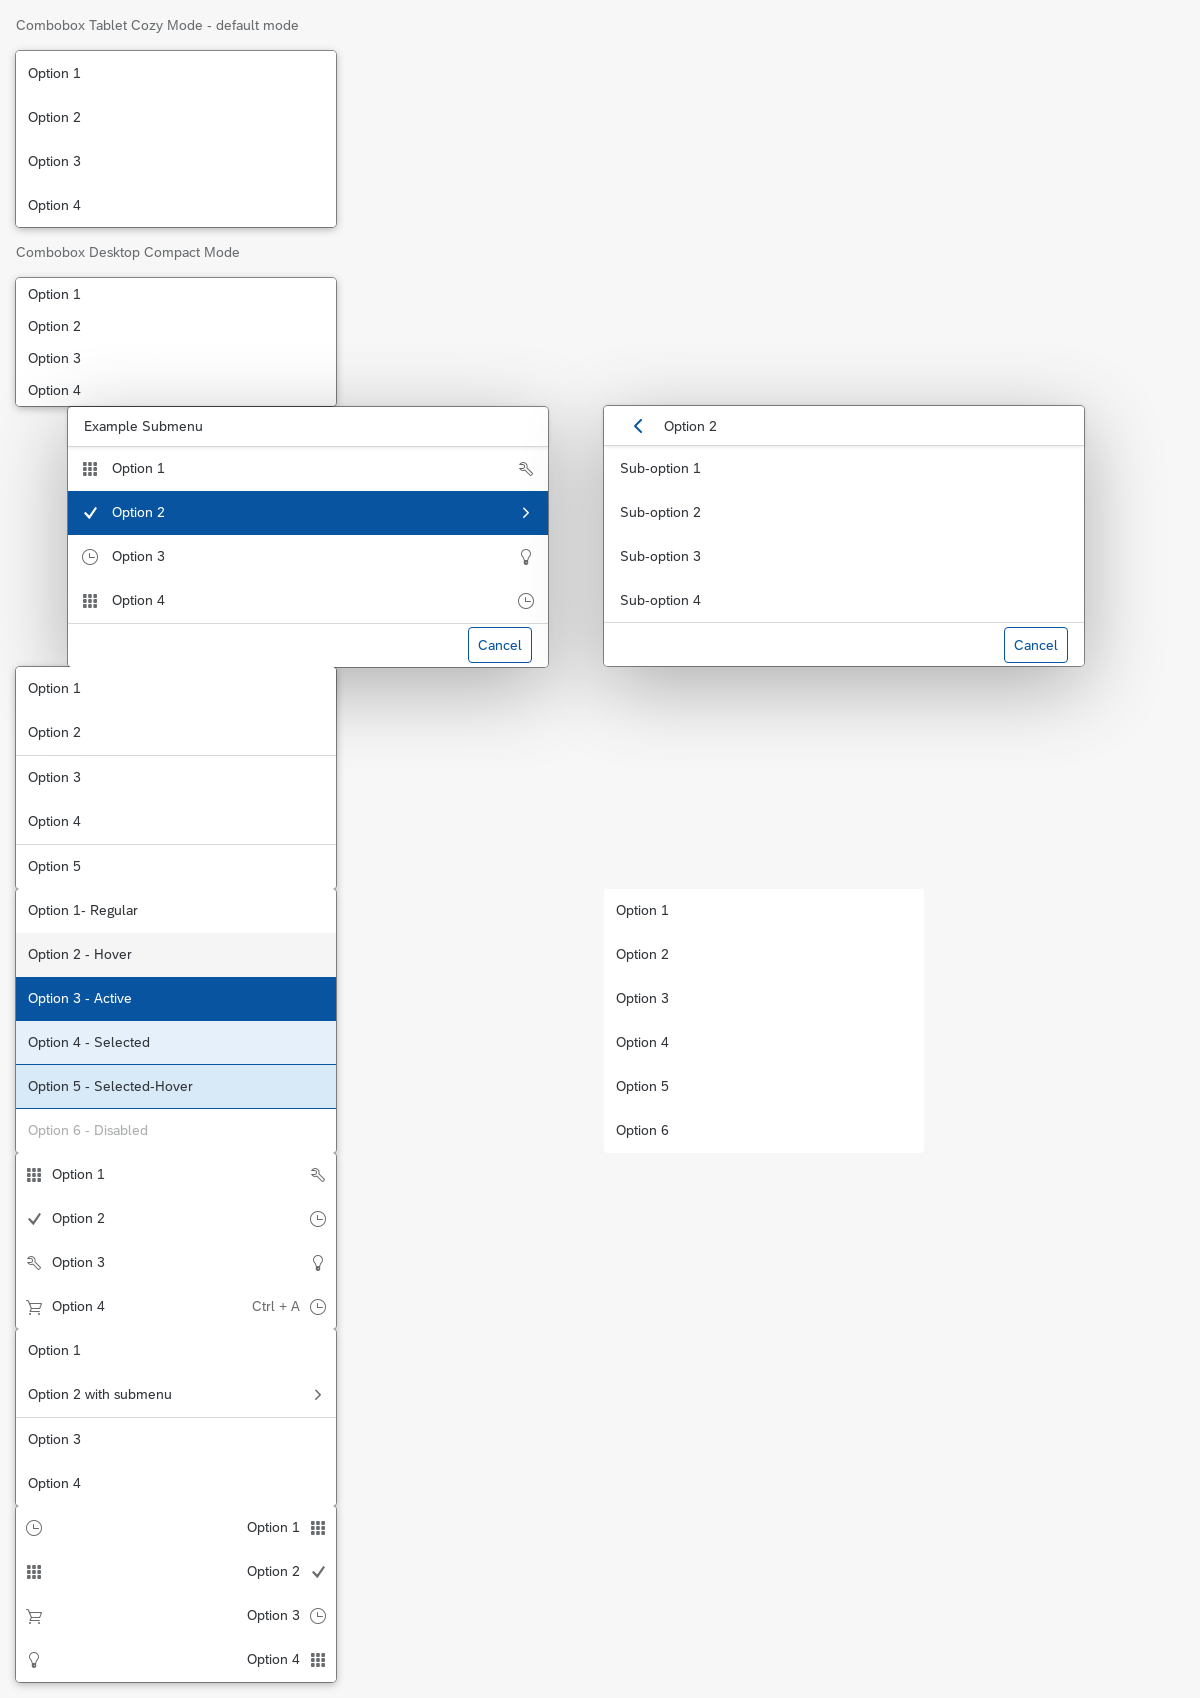 Combobox Tablet Cozy Mode - default mode
Option 1
Option 2
Option 3
Option 4
Combobox Desktop Compact Mode
Option 1
Option 2
Option 3
Option 4
Example Submenu
Option 1
Option 2
Option 3
Option 4
Cancel
Option 2
Sub-option 1
Sub-option 2
Sub-option 3
Sub-option 4
Cancel
Option 1
Option 2
Option 3
Option 4
Option 5
Option 1- Regular
Option 2 - Hover
Option 3 - Active
Option 4 - Selected
Option 5 - Selected-Hover
Option 6 - Disabled
Option 1
Option 2
Option 3
Option 4
Option 5
Option 6
Option 1
Option 2
Option 3
Option 4 Ctrl + A
Option 1
Option 2 with submenu
Option 3
Option 4
Option 1
Option 2
Option 3
Option 4